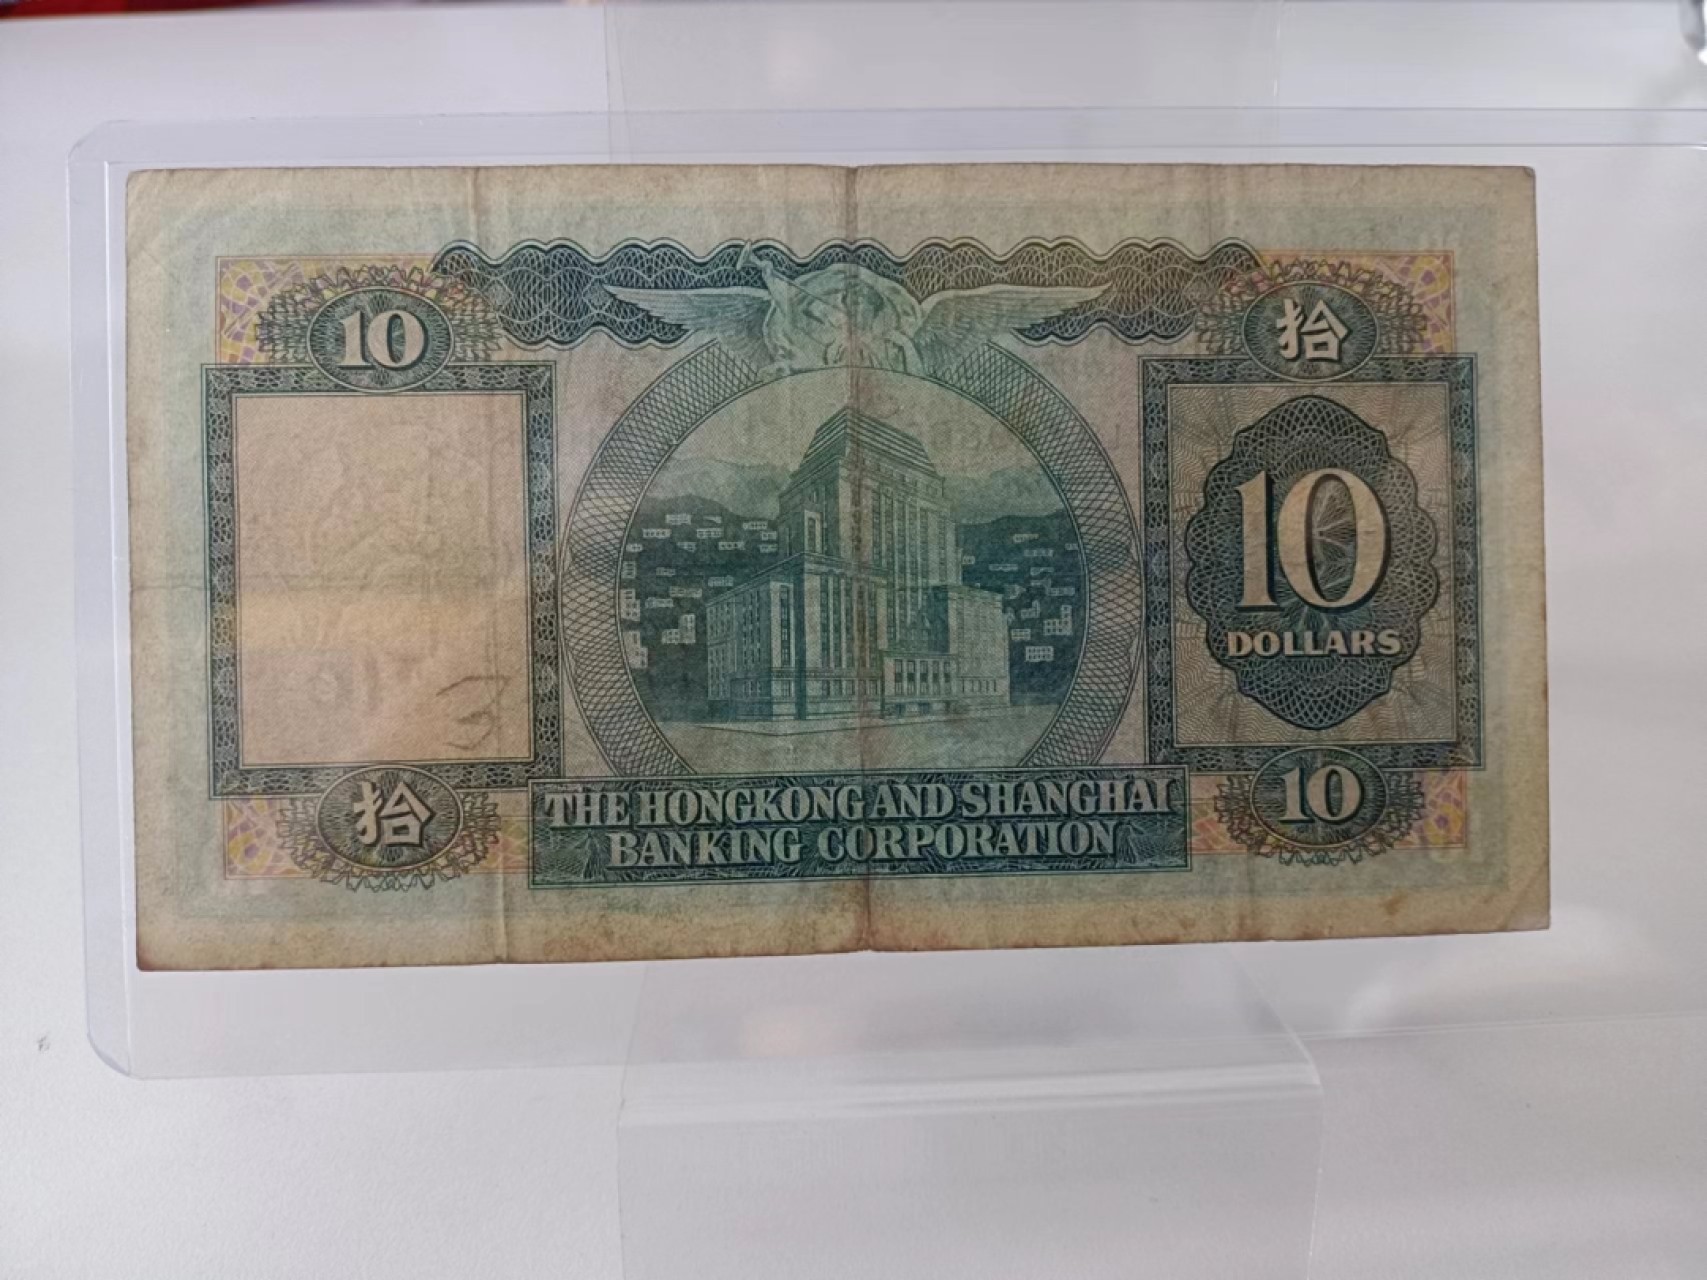 10
拾
10
DOLLARS
拾
10
THE HONGKONG AND SHANGHAI
BANKING CORPORATION